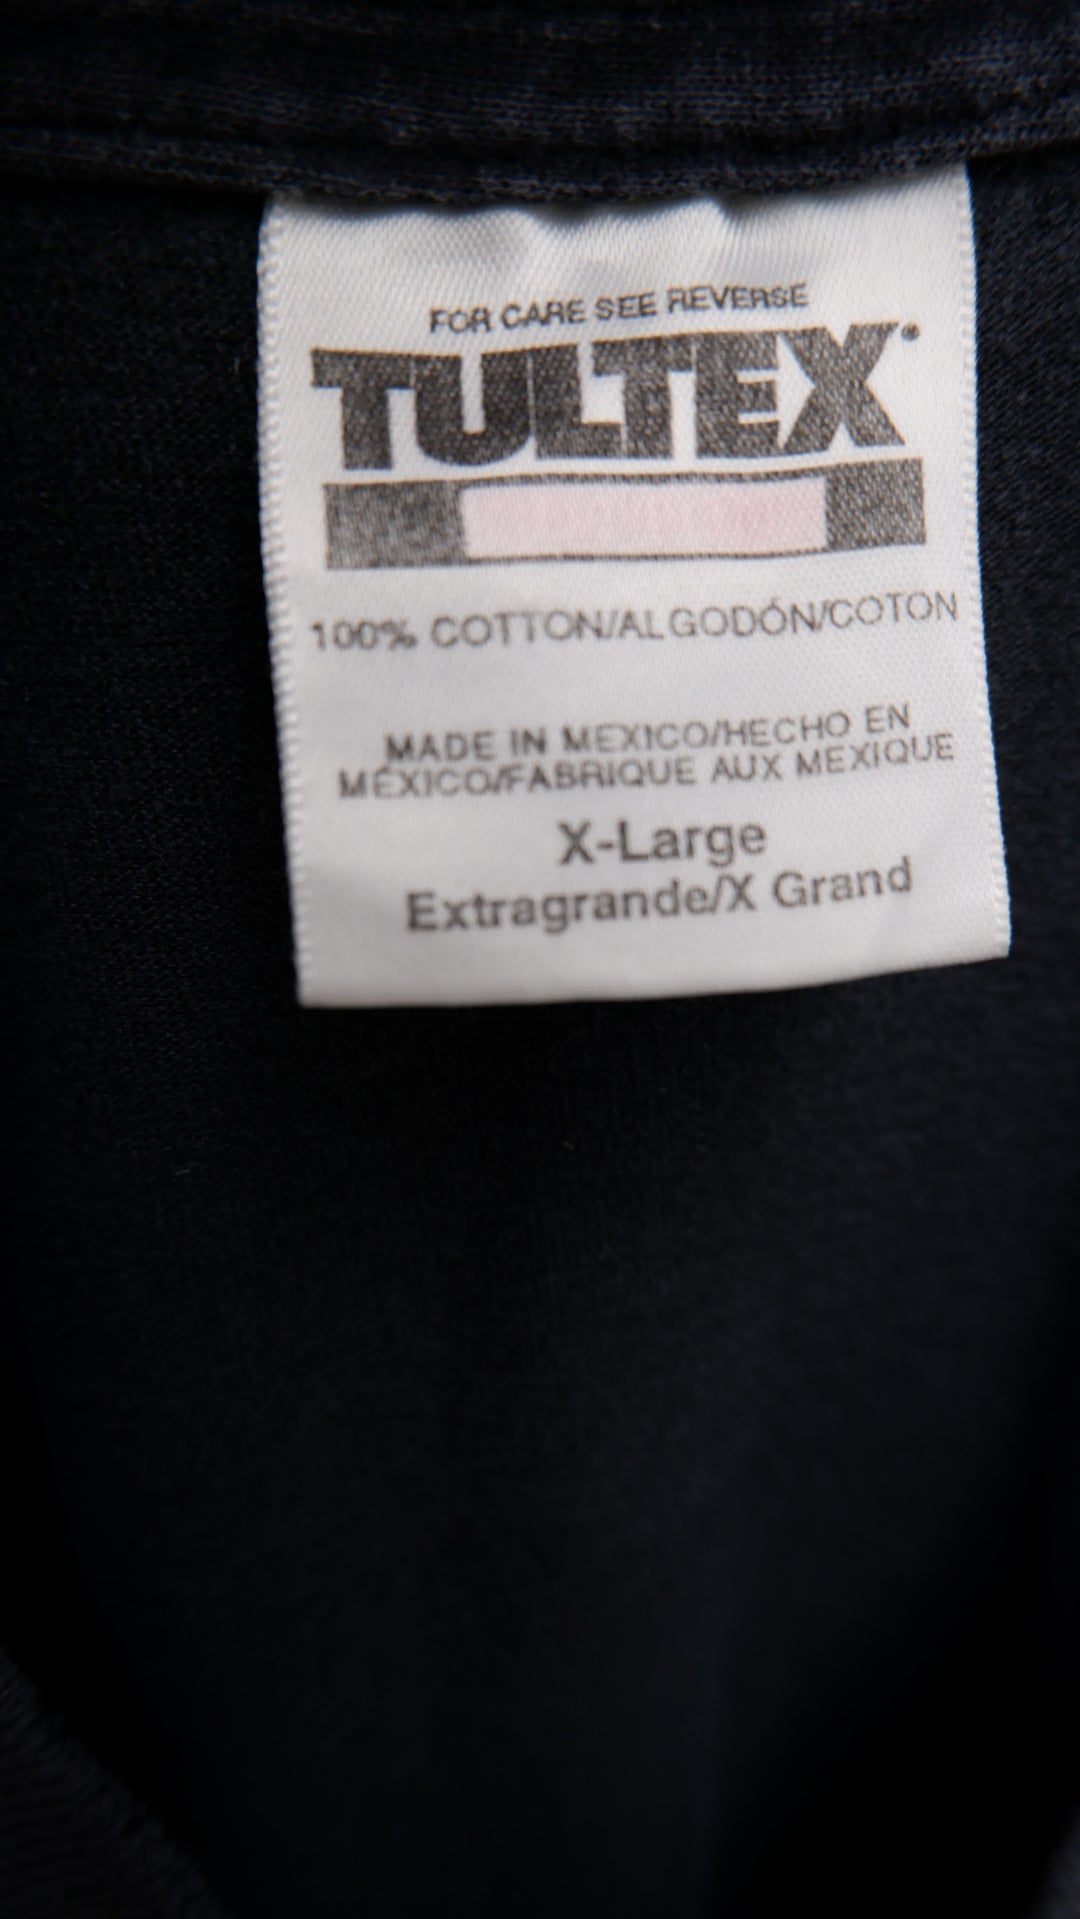 FOR CARE SEE REVERSE
TULTEX
100% COTTON/ALGODÓN/COTON
MADE IN MEXICO/HECHO EN
MÉXICO/FABRIQUE AUX MEXIQUE
X-Large
Extragrande/X Grand